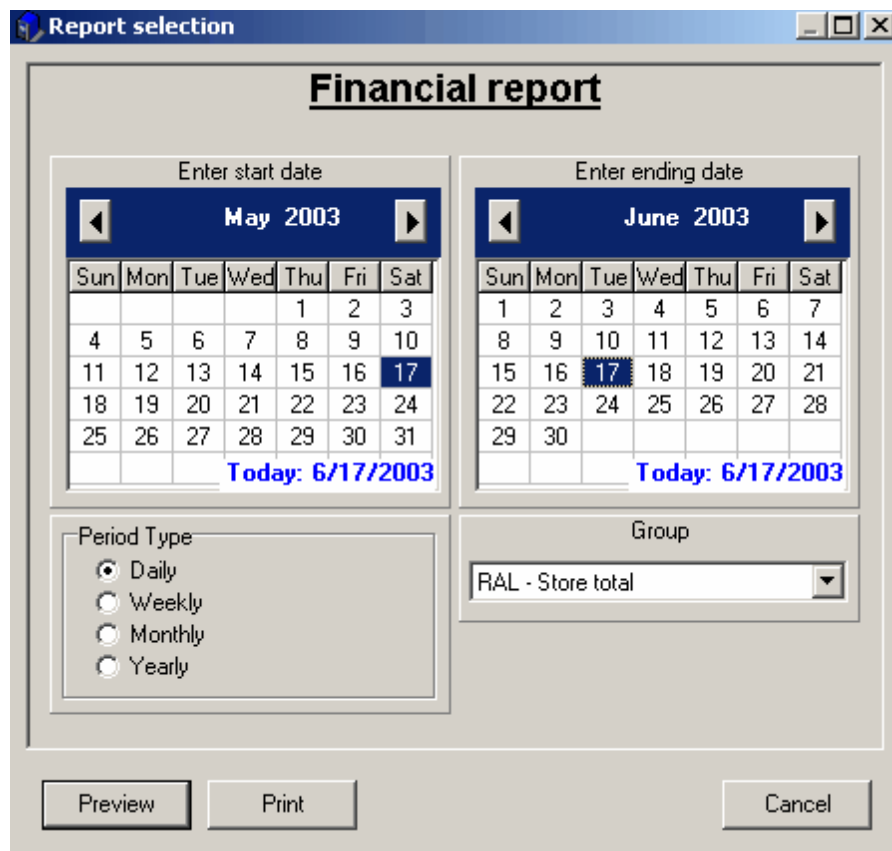 Report selection
Financial report
Enter start date
May 2003
Sun Mon Tue Wed Thu Fri Sat
1 2 3
4 5 6 7 8 9 10
11 12 13 14 15 16 17
18 19 20 21 22 23 24
25 26 27 28 29 30 31
Today: 6/17/2003
Enter ending date
June 2003
Sun Mon Tue Wed Thu Fri Sat
1 2 3 4 5 6 7
8 9 10 11 12 13 14
15 16 17 18 19 20 21
22 23 24 25 26 27 28
29 30
Today: 6/17/2003
Period Type
Daily
Weekly
Monthly
Yearly
Group
RAL - Store total
Preview
Print
Cancel